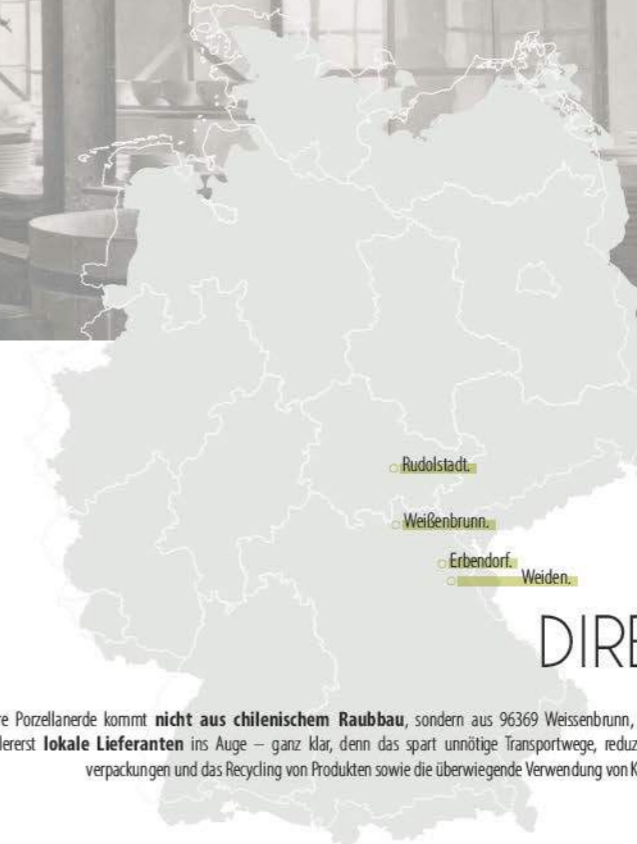 Rudolstadt.
Weißenbrunn.
Erbendorf.
Weiden.
DIRE
re Porzellanerde kommt nicht aus chilenischem Raubbau, sondern aus 96369 Weissenbrunn,
lererst lokale Lieferanten ins Auge – ganz klar, denn das spart unnötige Transportwege, reduz
verpackungen und das Recycling von Produkten sowie die überwiegende Verwendung von K